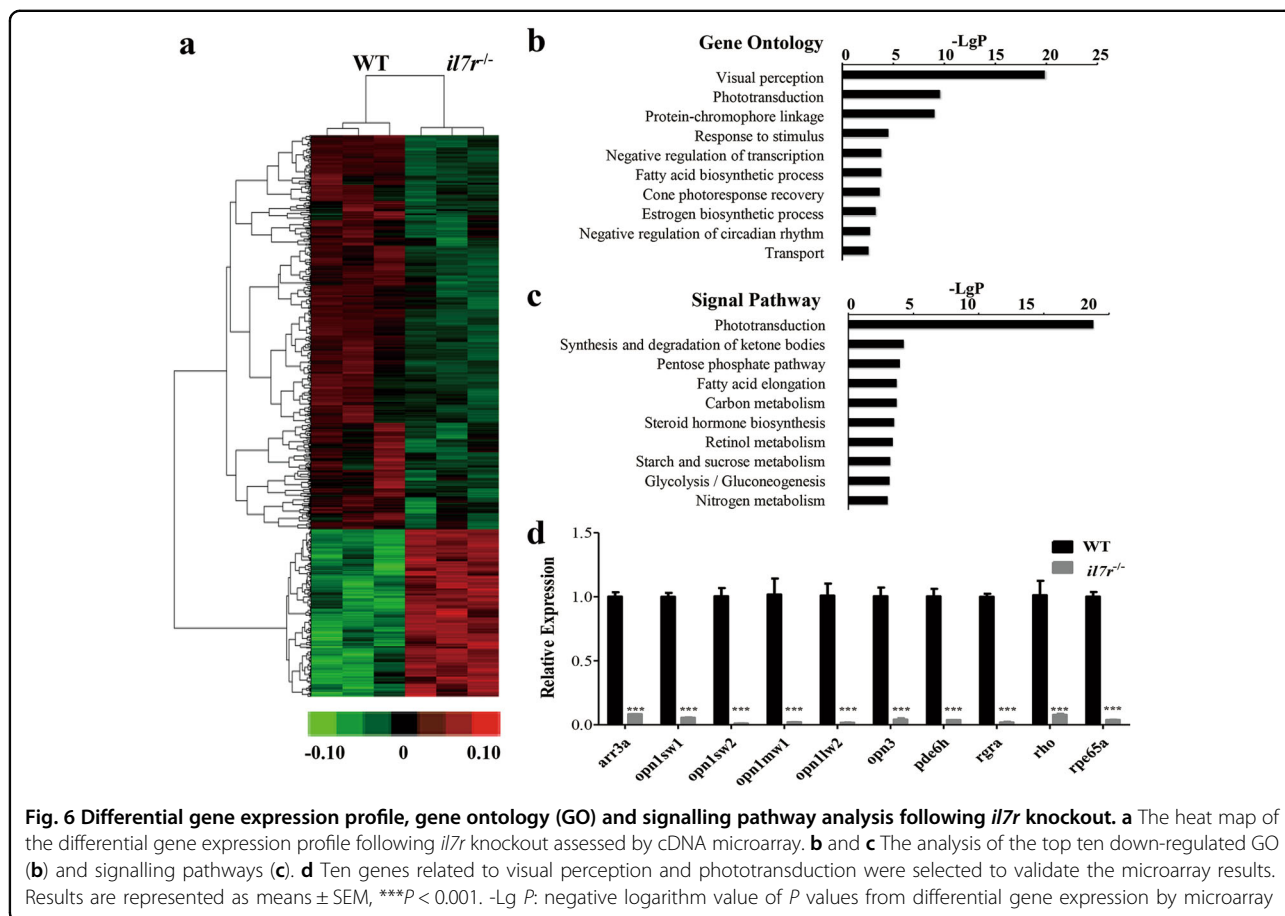 a
WT
il7r-/-
-0.10 0 0.10
b
Gene Ontology
-LgP
0 5 10 15 20 25
Visual perception
Phototransduction
Protein-chromophore linkage
Response to stimulus
Negative regulation of transcription
Fatty acid biosynthetic process
Cone photoresponse recovery
Estrogen biosynthetic process
Negative regulation of circadian rhythm
Transport
c
Signal Pathway
-LgP
0 5 10 15 20
Phototransduction
Synthesis and degradation of ketone bodies
Pentose phosphate pathway
Fatty acid elongation
Carbon metabolism
Steroid hormone biosynthesis
Retinol metabolism
Starch and sucrose metabolism
Glycolysis / Gluconeogenesis
Nitrogen metabolism
d
Relative Expression
1.5
1.0
0.5
0.0
WT
il7r-/-
*** *** *** *** *** *** *** *** *** ***
arr3a opn1sw1 opn1sw2 opn1mw1 opn1lw2 opn3 pde6h rgra rho rpe65a
Fig. 6 Differential gene expression profile, gene ontology (GO) and signalling pathway analysis following il7r knockout. a The heat map of
the differential gene expression profile following il7r knockout assessed by cDNA microarray. b and c The analysis of the top ten down-regulated GO
(b) and signalling pathways (c). d Ten genes related to visual perception and phototransduction were selected to validate the microarray results.
Results are represented as means ± SEM, ***P < 0.001. -Lg P: negative logarithm value of P values from differential gene expression by microarray